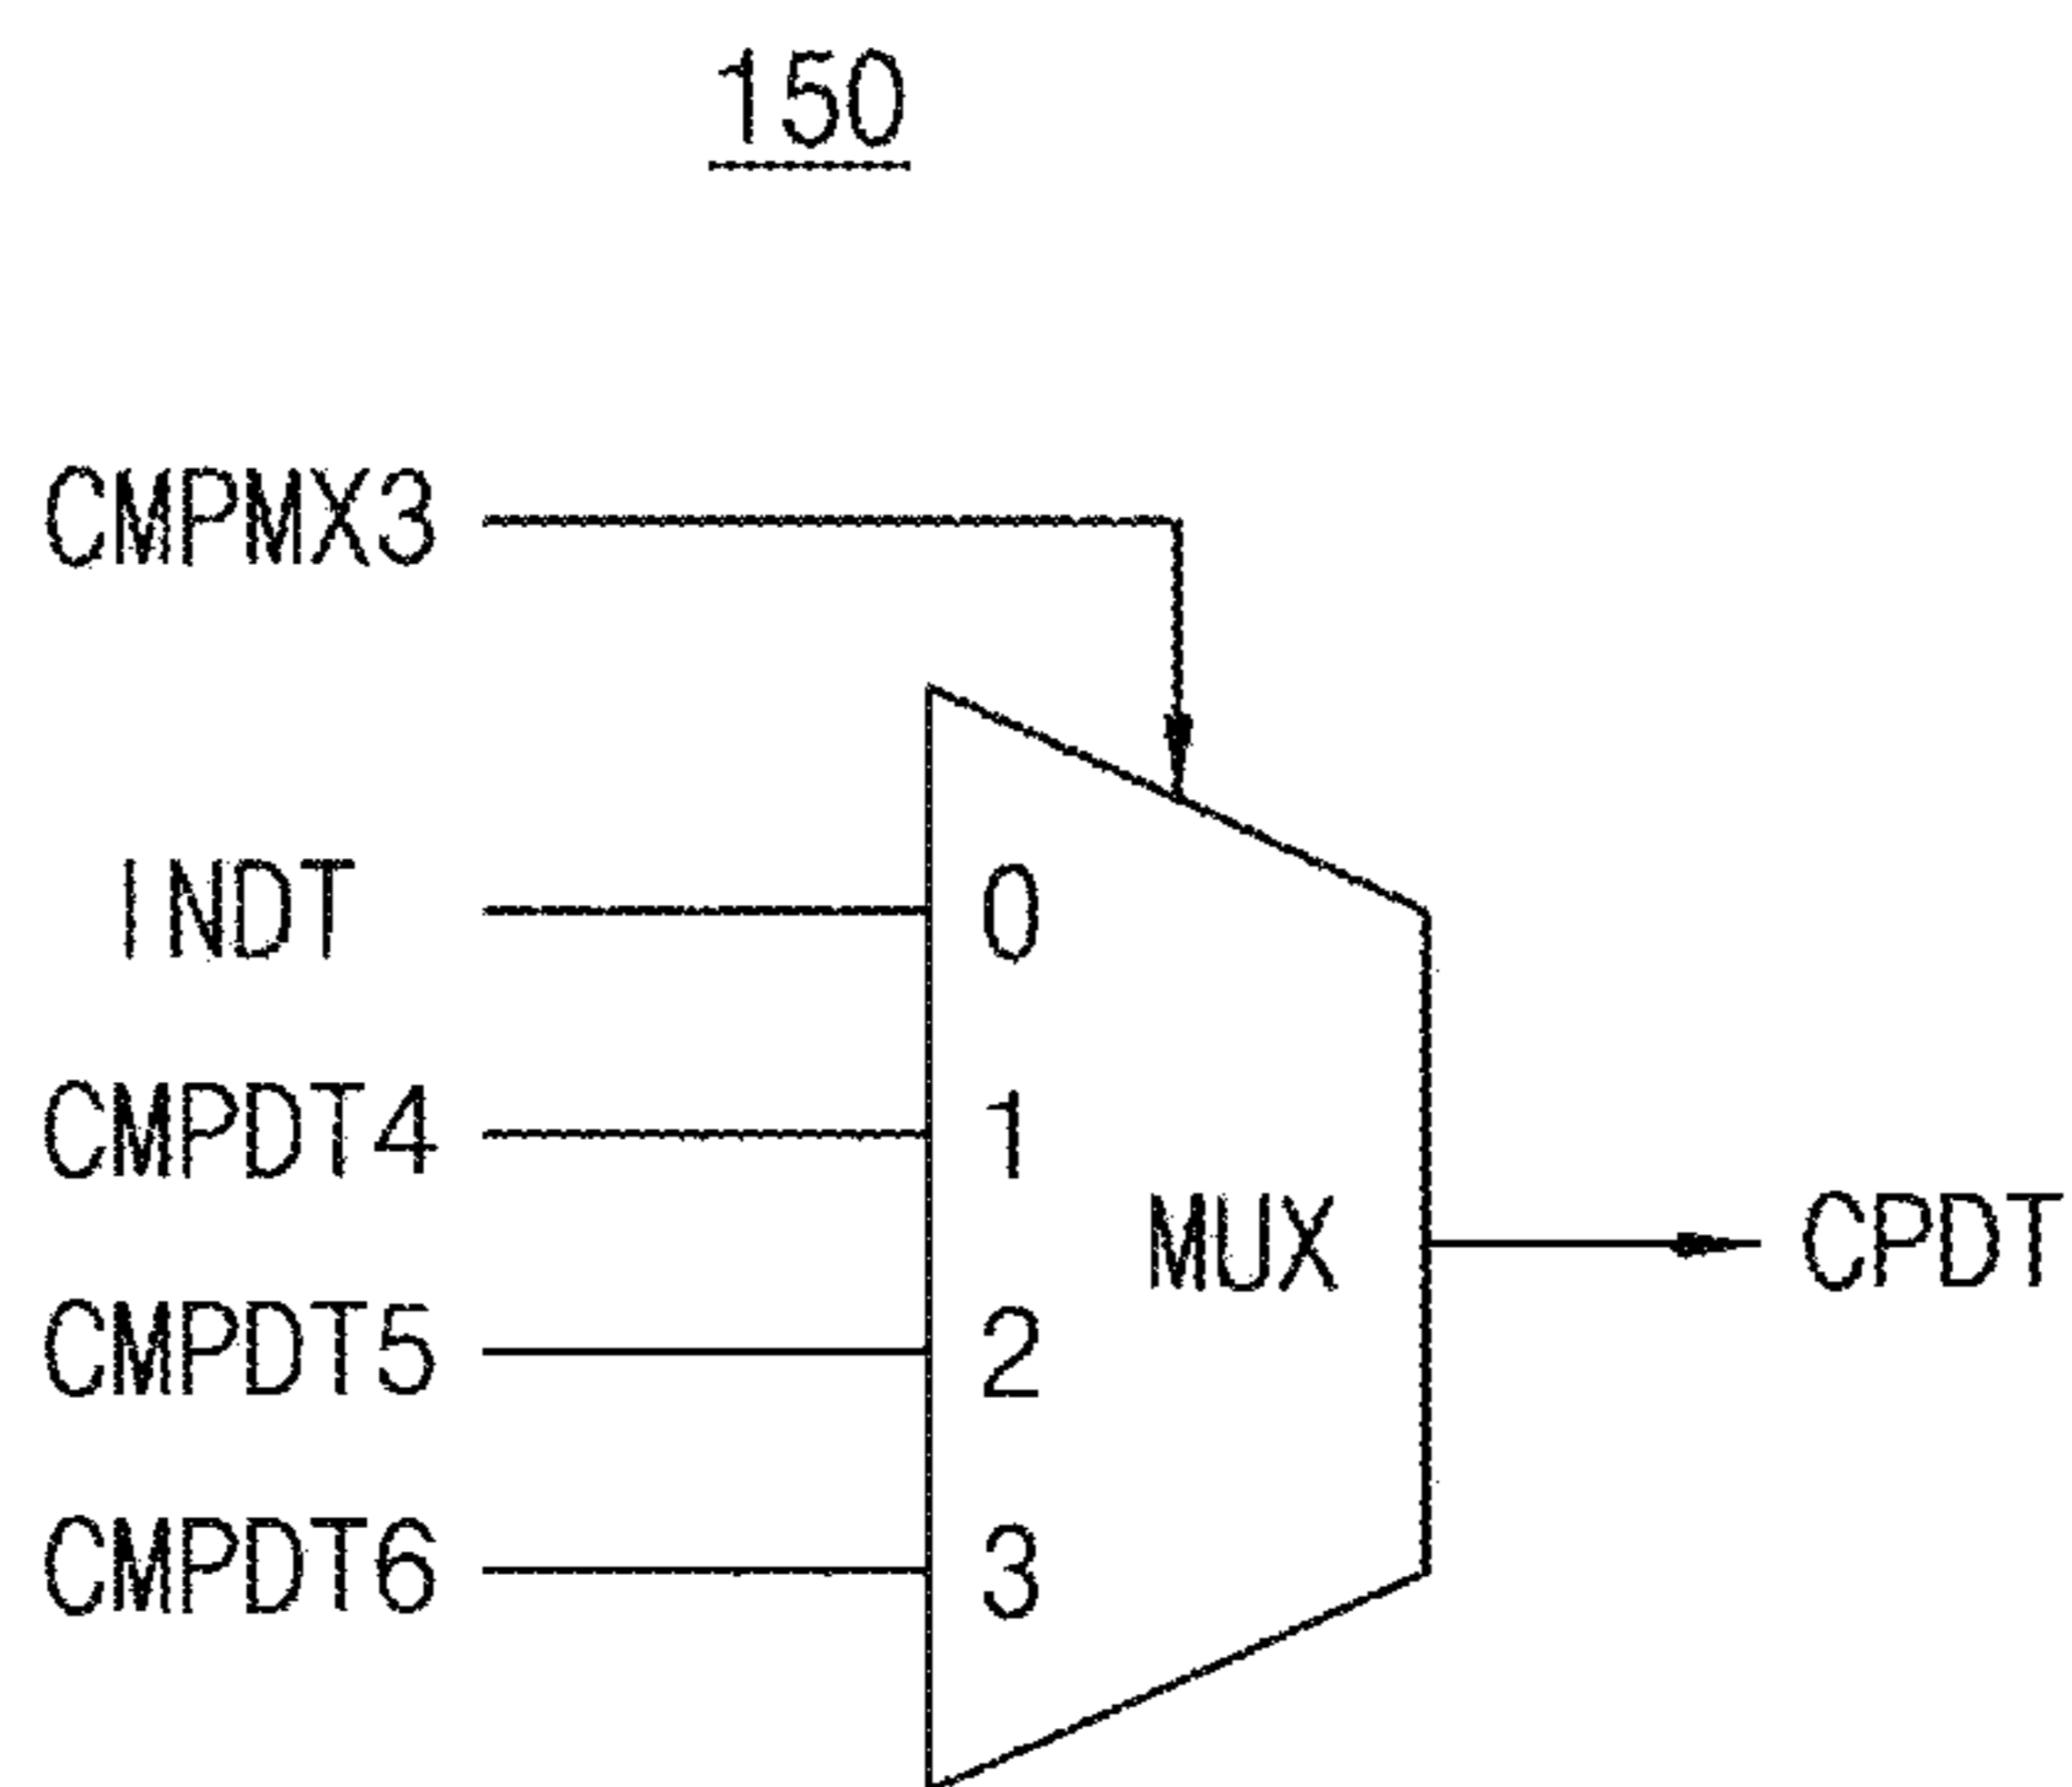 150
CMPMX3
INDT 0
CMPDT4 1
MUX
CPDT
CMPDT5 2
CMPDT6 3